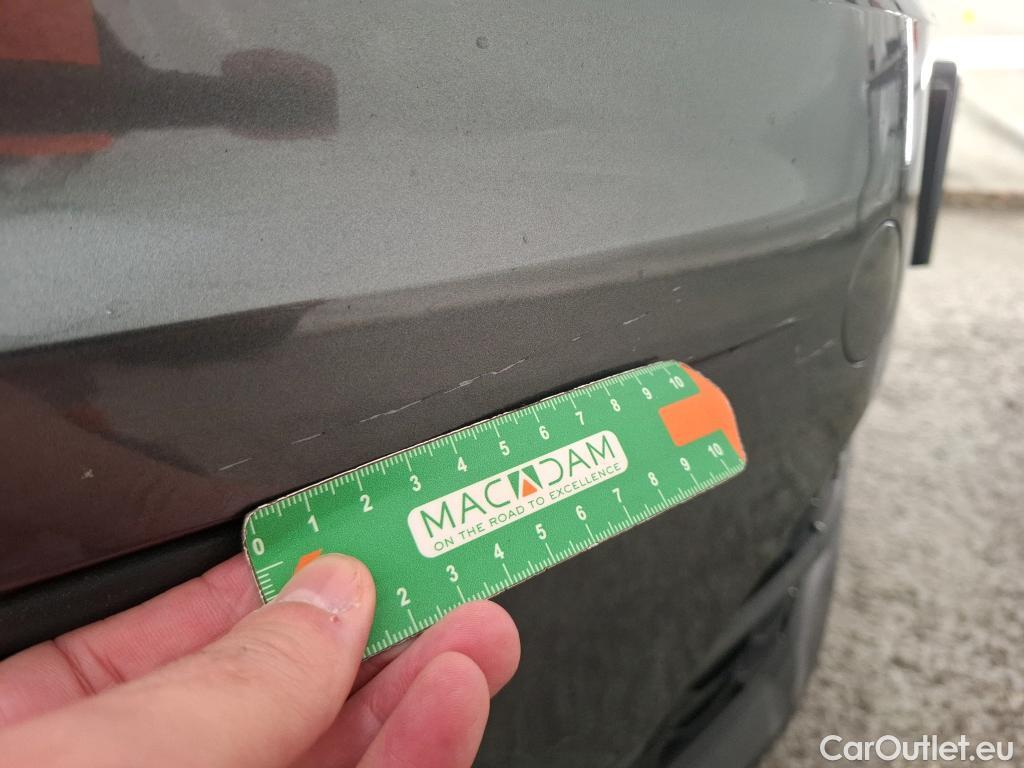 0 1 2 3 4 5 6 7 8 9 10
MACADAM
ON THE ROAD TO EXCELLENCE
2 3 4 5 6 7 8 9 10
CarOutlet.eu